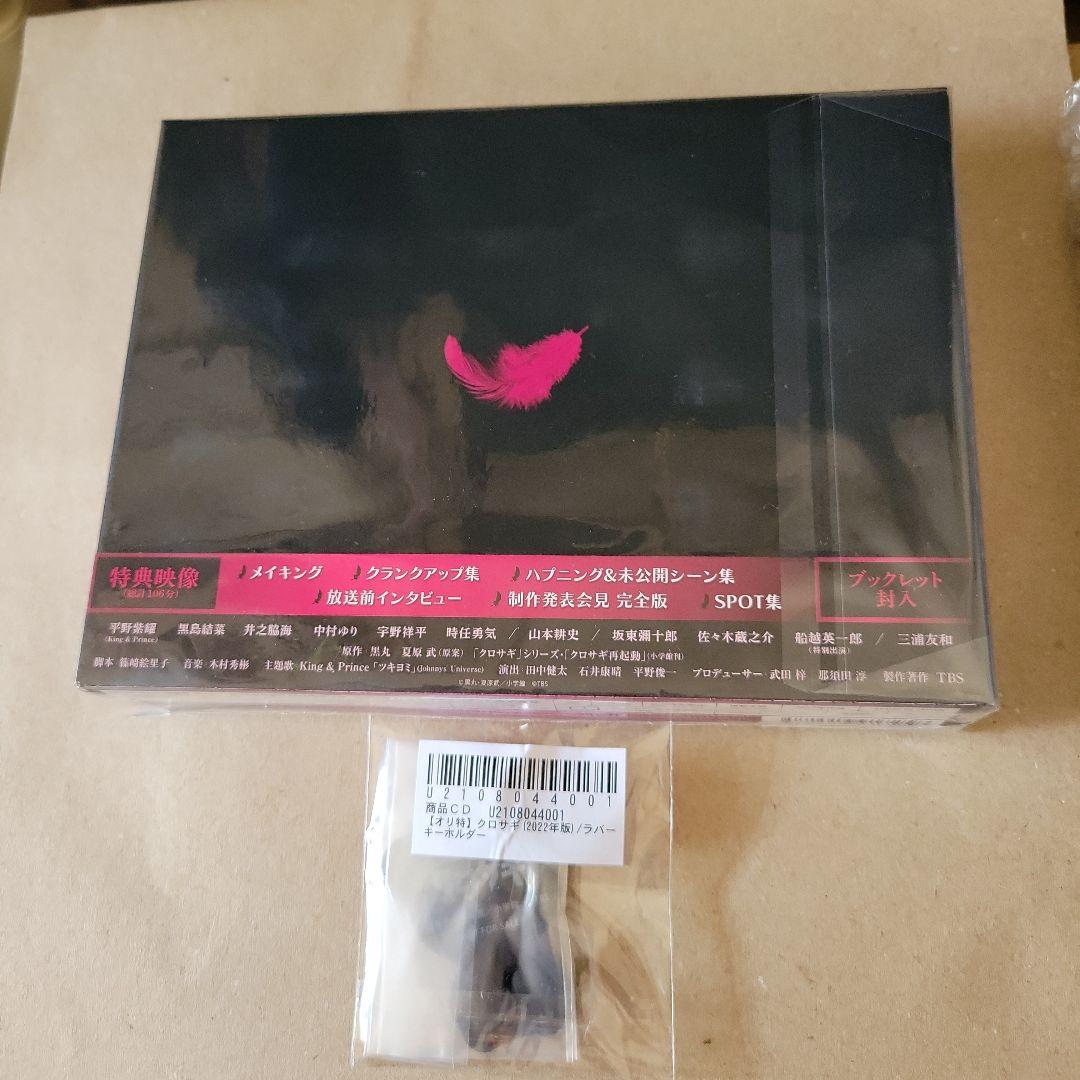 特典映像
(総計106分)
メイキング クランクアップ集 ハプニング&未公開シーン集
放送前インタビュー 制作発表会見 完全版 SPOT集
ブックレット
封入
平野紫耀 黒島結菜 井之脇海 中村ゆり 宇野祥平 時任勇気 / 山本耕史 / 坂東彌十郎 佐々木蔵之介 船越英一郎 / 三浦友和
(King & Prince) (特別出演)
原作 黒丸 夏原 武(原案) 「クロサギ」シリーズ・「クロサギ再起動」(小学館刊)
脚本 篠﨑絵里子 音楽 木村秀彬 主題歌 King & Prince「ツキヨミ」(Johnnys' Universe) 演出 田中健太 石井康晴 平野俊一 プロデューサー 武田 梓 那須田 淳 製作著作 TBS
©黒丸・夏原武/小学館 ©TBS
U2108044001
商品CD U2108044001
【オリ特】クロサギ(2022年版)/ラバー
キーホルダー
FOR SALE